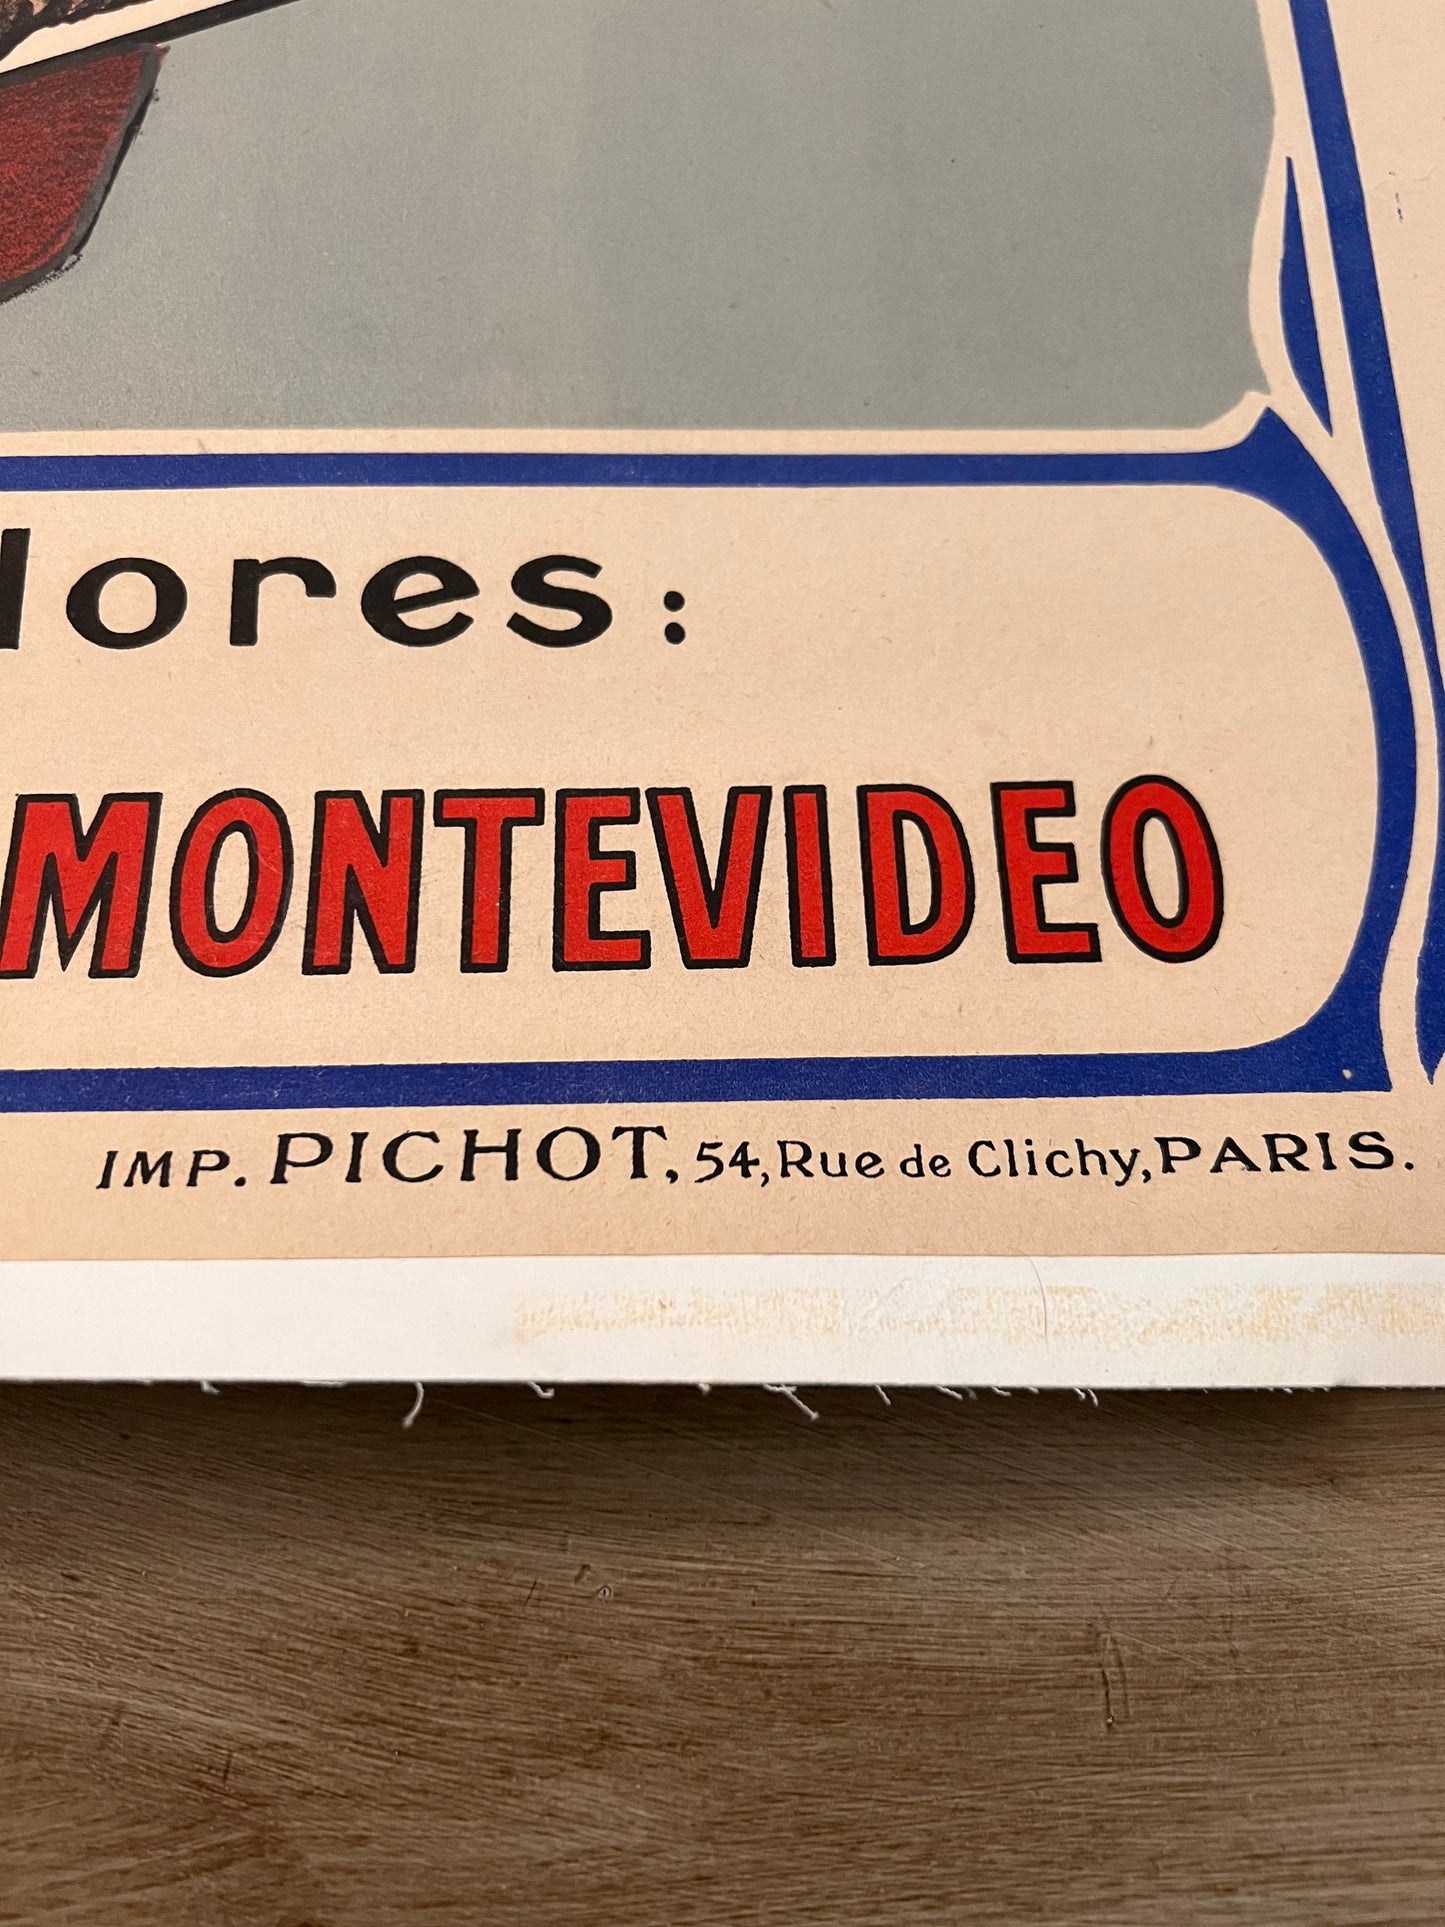 dores:
MONTEVIDEO
IMP. PICHOT, 54, Rue de Clichy, PARIS.